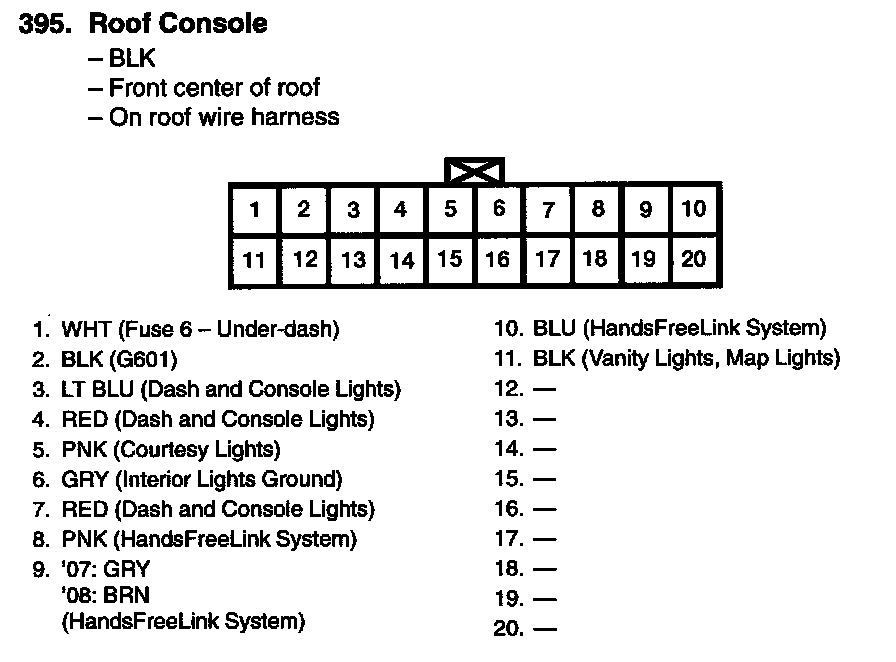 395. Roof Console
– BLK
– Front center of roof
– On roof wire harness
1 2 3 4 5 6 7 8 9 10
11 12 13 14 15 16 17 18 19 20
1. WHT (Fuse 6 – Under-dash)
2. BLK (G601)
3. LT BLU (Dash and Console Lights)
4. RED (Dash and Console Lights)
5. PNK (Courtesy Lights)
6. GRY (Interior Lights Ground)
7. RED (Dash and Console Lights)
8. PNK (HandsFreeLink System)
9. '07: GRY
'08: BRN
(HandsFreeLink System)
10. BLU (HandsFreeLink System)
11. BLK (Vanity Lights, Map Lights)
12. —
13. —
14. —
15. —
16. —
17. —
18. —
19. —
20. —